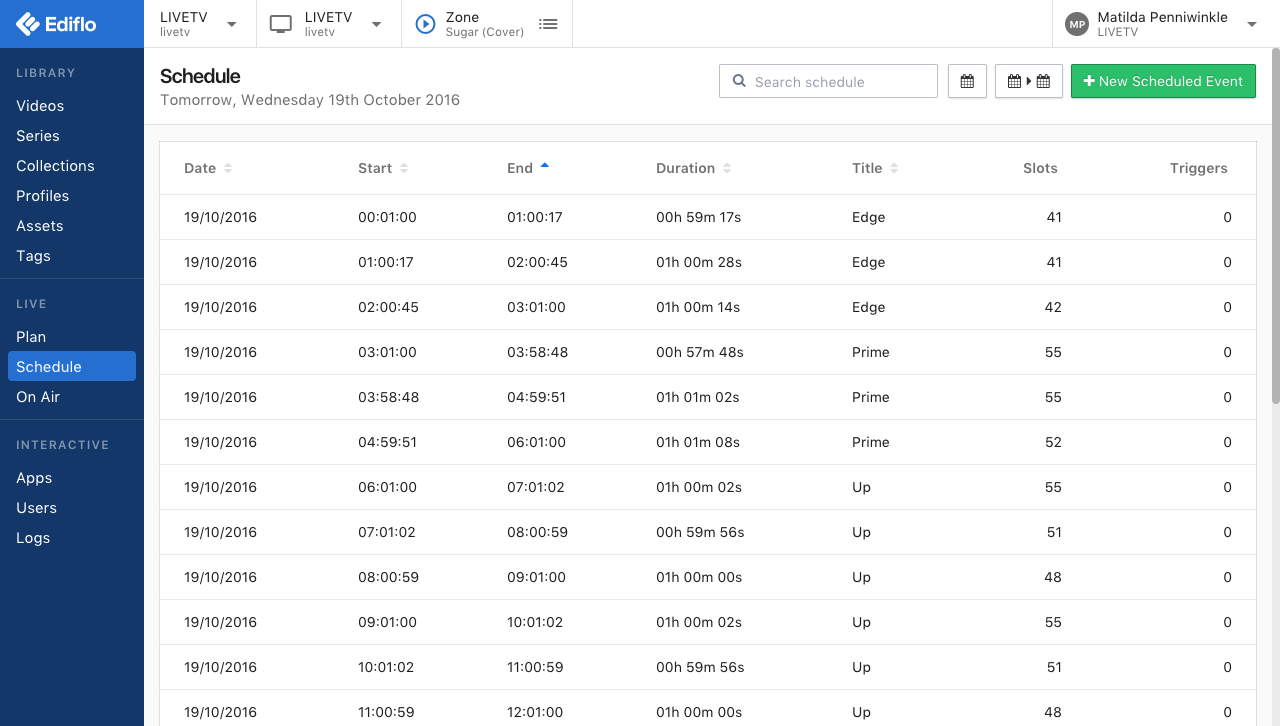 Ediflo
LIVETV
livetv
LIVETV
livetv
Zone
Sugar (Cover)
MP
Matilda Penniwinkle
LIVETV
LIBRARY
Videos
Series
Collections
Profiles
Assets
Tags
LIVE
Plan
Schedule
On Air
INTERACTIVE
Apps
Users
Logs
Schedule
Tomorrow, Wednesday 19th October 2016
Search schedule
New Scheduled Event
Date Start End Duration Title Slots Triggers
19/10/2016 00:01:00 01:00:17 00h 59m 17s Edge 41 0
19/10/2016 01:00:17 02:00:45 01h 00m 28s Edge 41 0
19/10/2016 02:00:45 03:01:00 01h 00m 14s Edge 42 0
19/10/2016 03:01:00 03:58:48 00h 57m 48s Prime 55 0
19/10/2016 03:58:48 04:59:51 01h 01m 02s Prime 55 0
19/10/2016 04:59:51 06:01:00 01h 01m 08s Prime 52 0
19/10/2016 06:01:00 07:01:02 01h 00m 02s Up 55 0
19/10/2016 07:01:02 08:00:59 00h 59m 56s Up 51 0
19/10/2016 08:00:59 09:01:00 01h 00m 00s Up 48 0
19/10/2016 09:01:00 10:01:02 01h 00m 02s Up 55 0
19/10/2016 10:01:02 11:00:59 00h 59m 56s Up 51 0
19/10/2016 11:00:59 12:01:00 01h 00m 00s Up 48 0